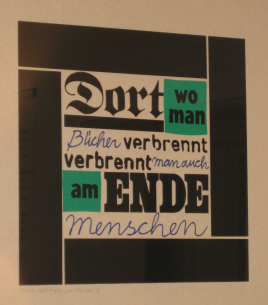 Dort wo
man
Bücher verbrennt
verbrennt man auch
am ENDE
Menschen